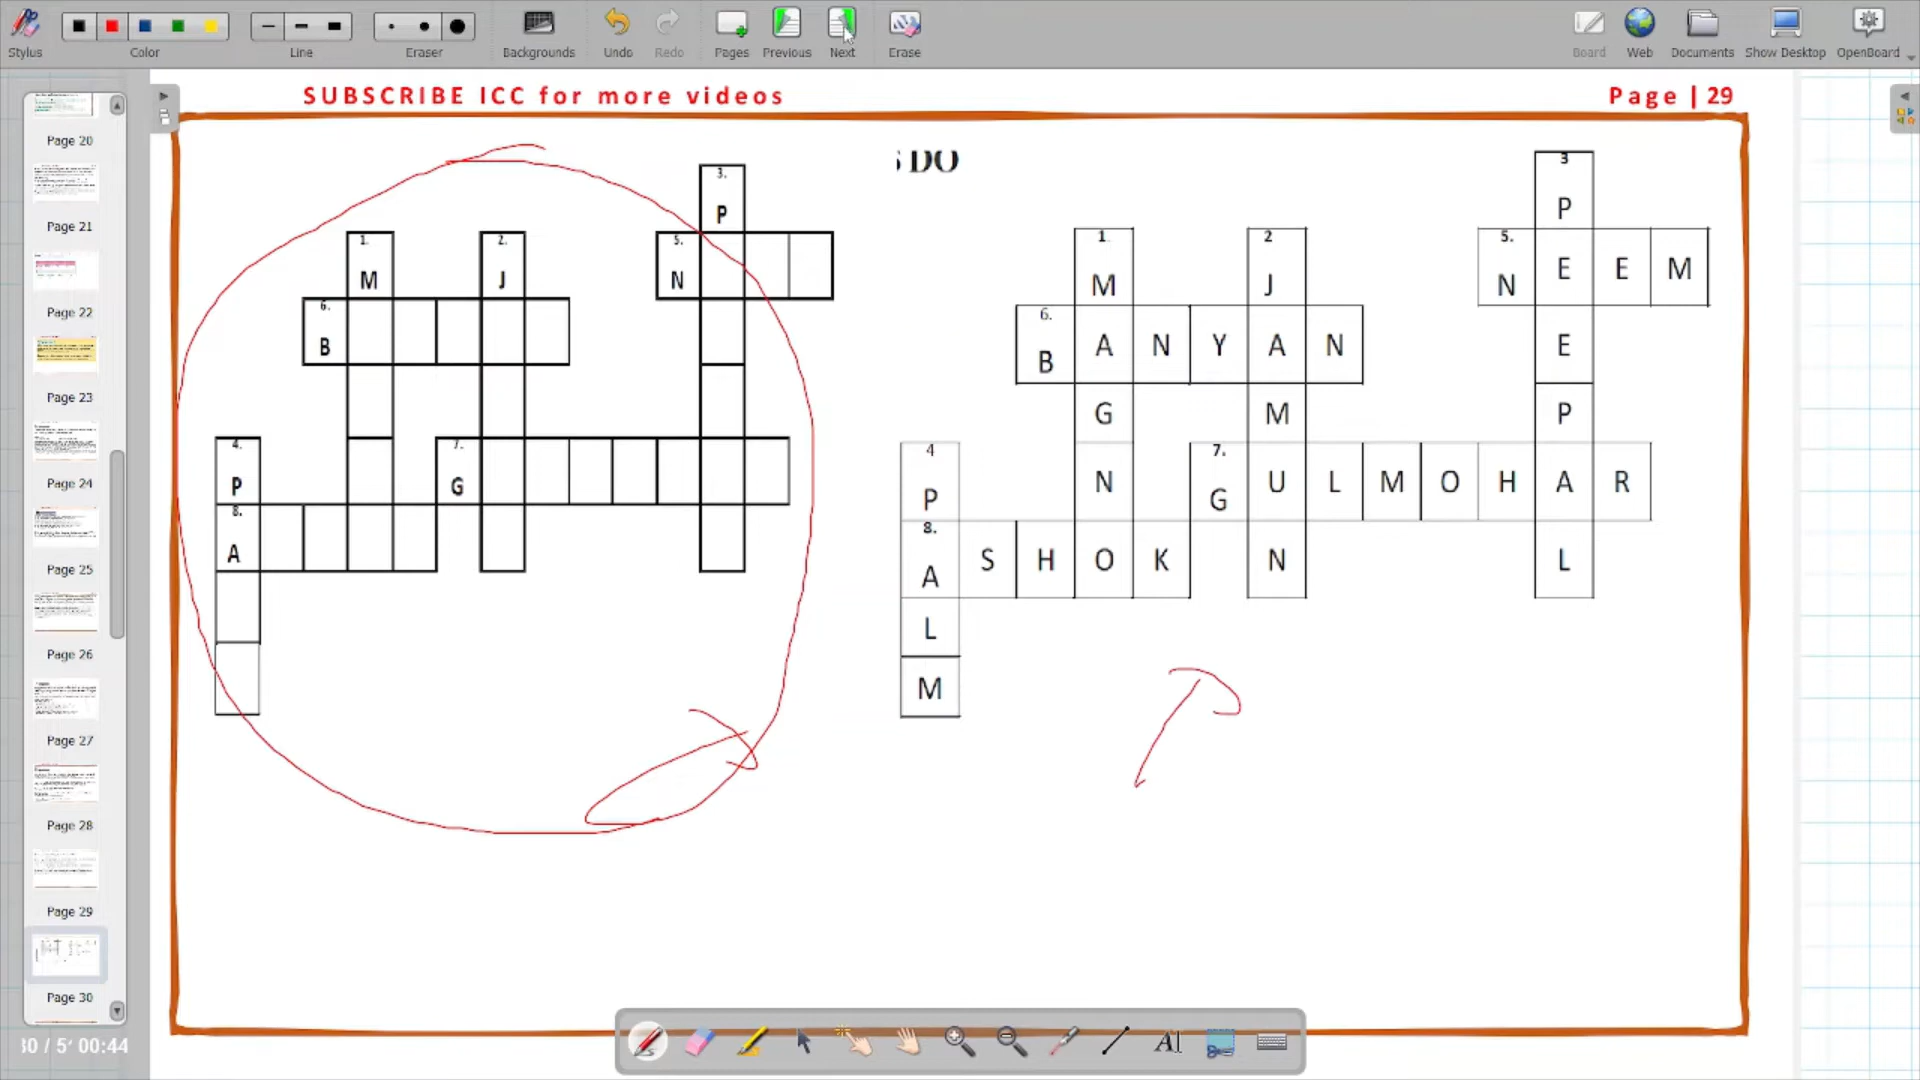 Stylus
Color
Line
Eraser
Backgrounds
Undo
Redo
Pages
Previous
Next
Erase
Board
Web
Documents
Show Desktop
OpenBoard
Page 20
Page 21
Page 22
Page 23
Page 24
Page 25
Page 26
Page 27
Page 28
Page 29
Page 30
00:44
SUBSCRIBE ICC for more videos
Page | 29
3.
P
1.
2.
5.
M
J
N
6.
B
4.
7.
P
G
8.
A
DO
3
P
1
2
5.
M
J
N E E M
6.
B A N Y A N
E
G
M
P
4
7.
P
N
G U L M O H A R
8.
A S H O K
N
L
L
M